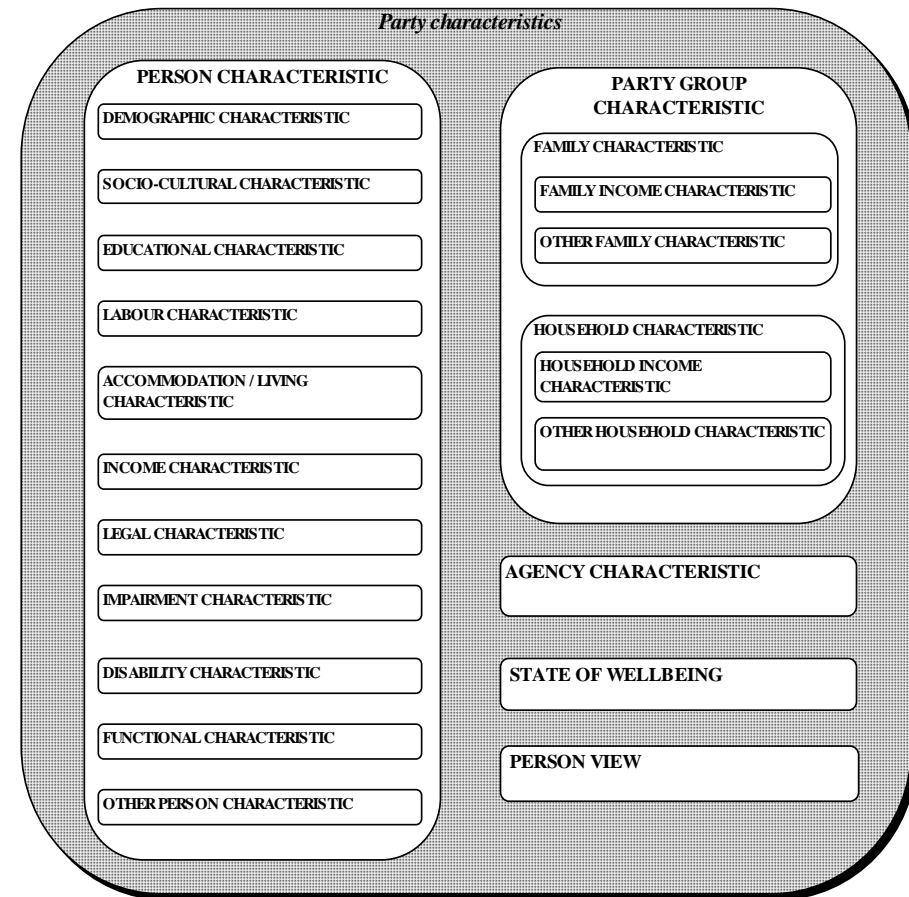 Party characteristics
PERSON CHARACTERISTIC
DEMOGRAPHIC CHARACTERISTIC
SOCIO-CULTURAL CHARACTERISTIC
EDUCATIONAL CHARACTERISTIC
LABOUR CHARACTERISTIC
ACCOMMODATION / LIVING
CHARACTERISTIC
INCOME CHARACTERISTIC
LEGAL CHARACTERISTIC
IMPAIRMENT CHARACTERISTIC
DISABILITY CHARACTERISTIC
FUNCTIONAL CHARACTERISTIC
OTHER PERSON CHARACTERISTIC
PARTY GROUP
CHARACTERISTIC
FAMILY CHARACTERISTIC
FAMILY INCOME CHARACTERISTIC
OTHER FAMILY CHARACTERISTIC
HOUSEHOLD CHARACTERISTIC
HOUSEHOLD INCOME
CHARACTERISTIC
OTHER HOUSEHOLD CHARACTERISTIC
AGENCY CHARACTERISTIC
STATE OF WELLBEING
PERSON VIEW